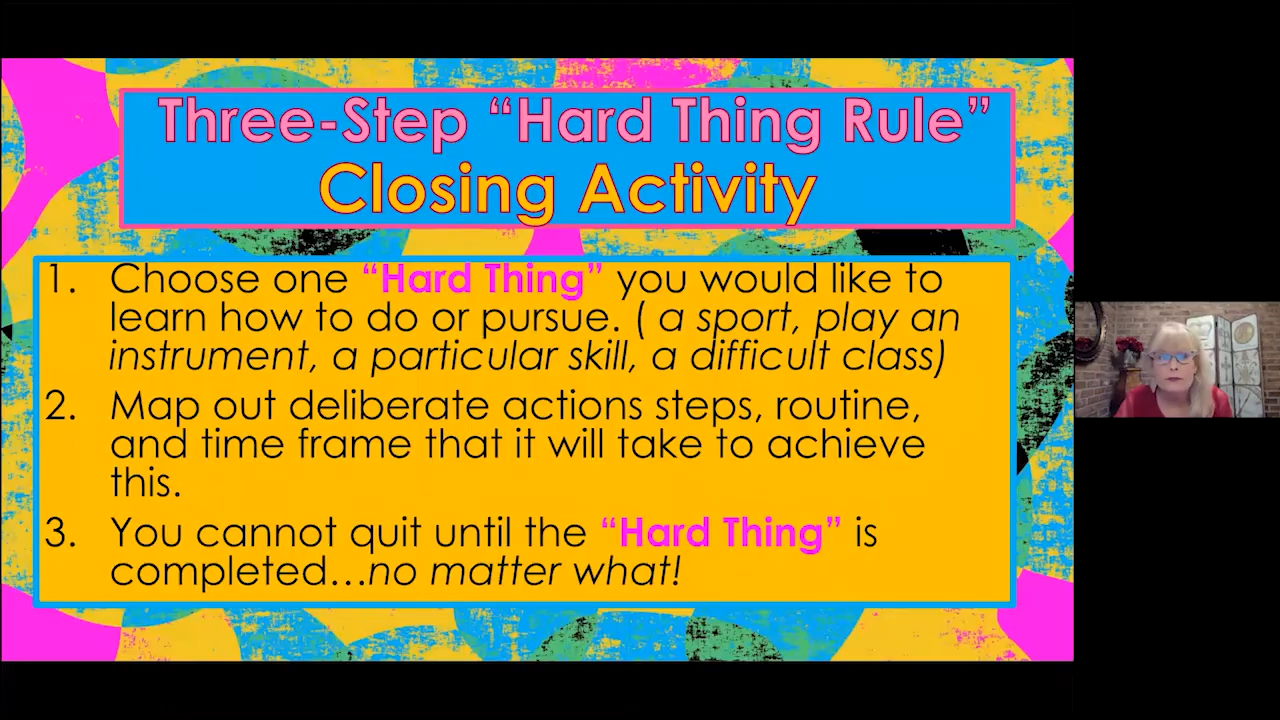 Three-Step “Hard Thing Rule”
Closing Activity
1. Choose one “Hard Thing” you would like to
learn how to do or pursue. ( a sport, play an
instrument, a particular skill, a difficult class)
2. Map out deliberate actions steps, routine,
and time frame that it will take to achieve
this.
3. You cannot quit until the “Hard Thing” is
completed…no matter what!